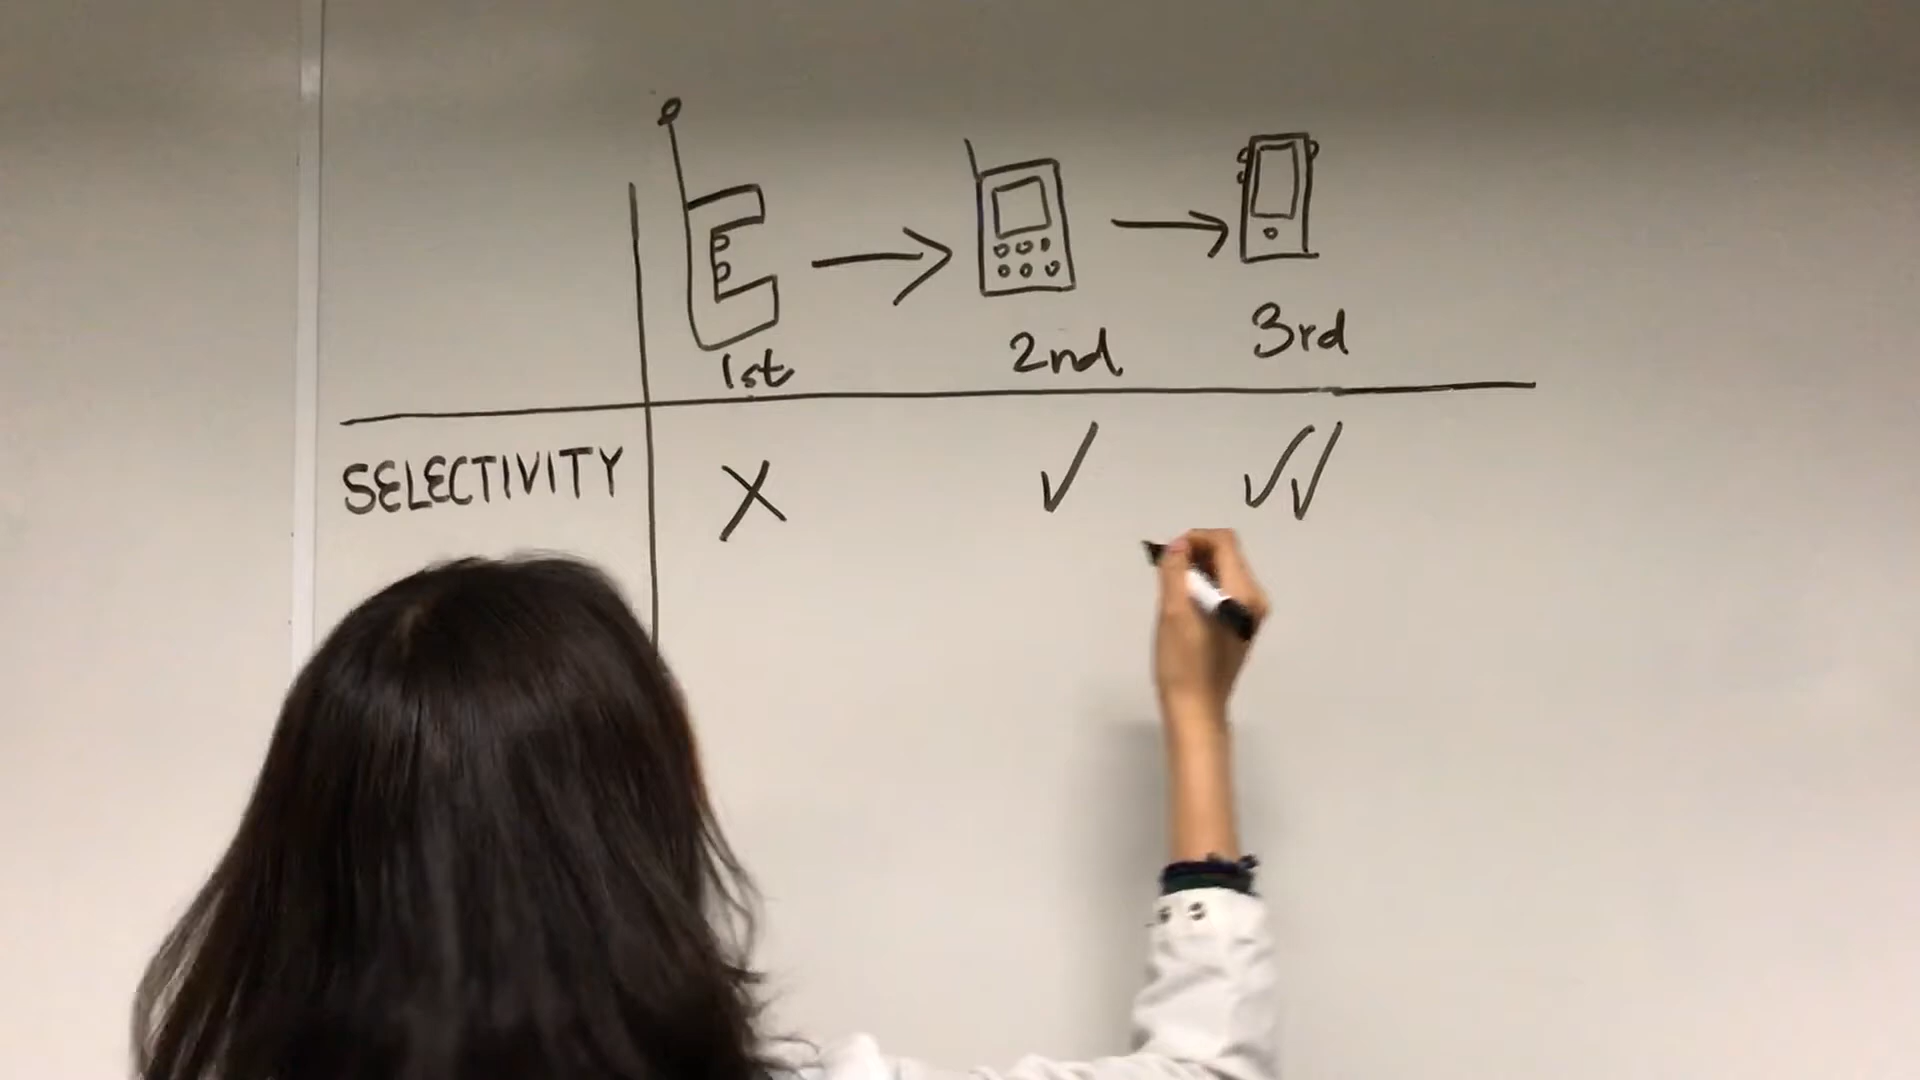 1st 2nd 3rd
SELECTIVITY X ✓ ✓✓